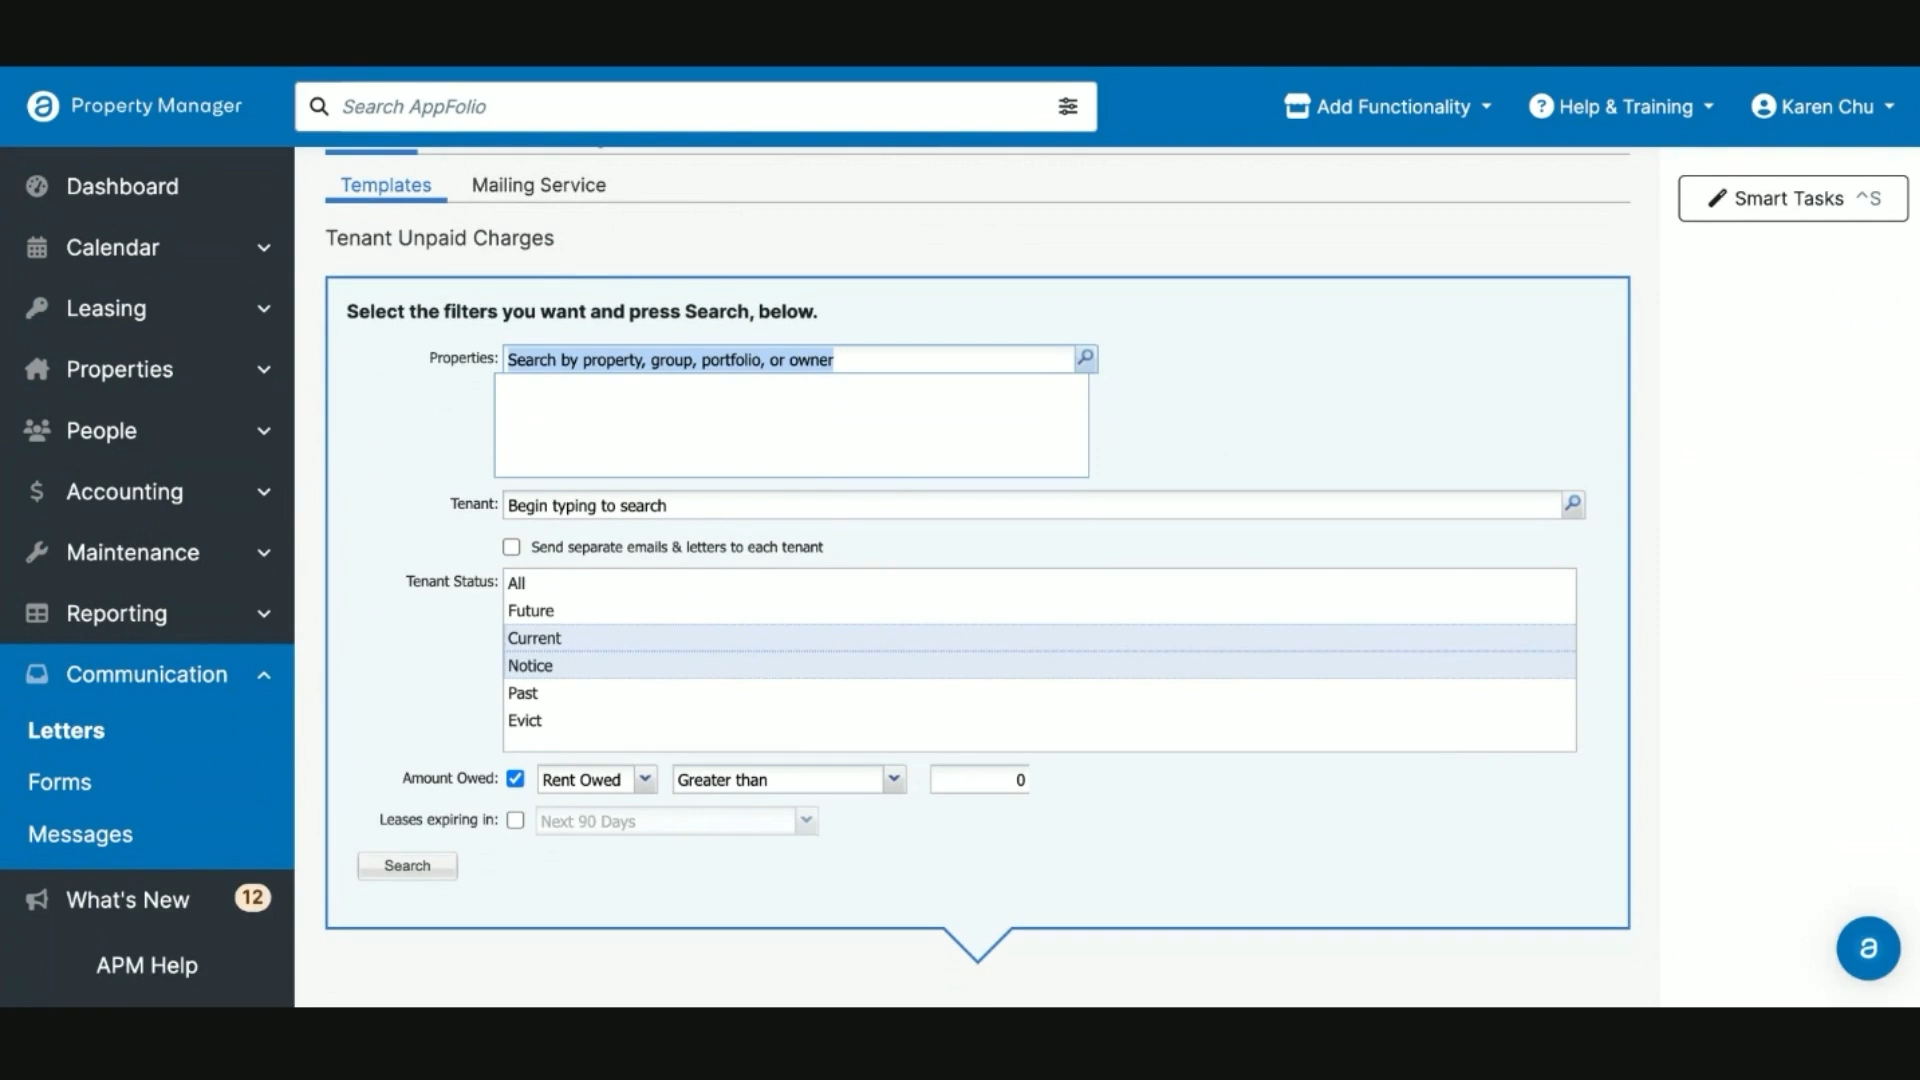 Property Manager
Search AppFolio
Add Functionality
Help & Training
Karen Chu
Dashboard
Calendar
Leasing
Properties
People
Accounting
Maintenance
Reporting
Communication
Letters
Forms
Messages
What's New 12
APM Help
Templates Mailing Service
Smart Tasks ^S
Tenant Unpaid Charges
Select the filters you want and press Search, below.
Properties: Search by property, group, portfolio, or owner
Tenant: Begin typing to search
Send separate emails & letters to each tenant
Tenant Status: All
Future
Current
Notice
Past
Evict
Amount Owed: Rent Owed Greater than 0
Leases expiring in: Next 90 Days
Search